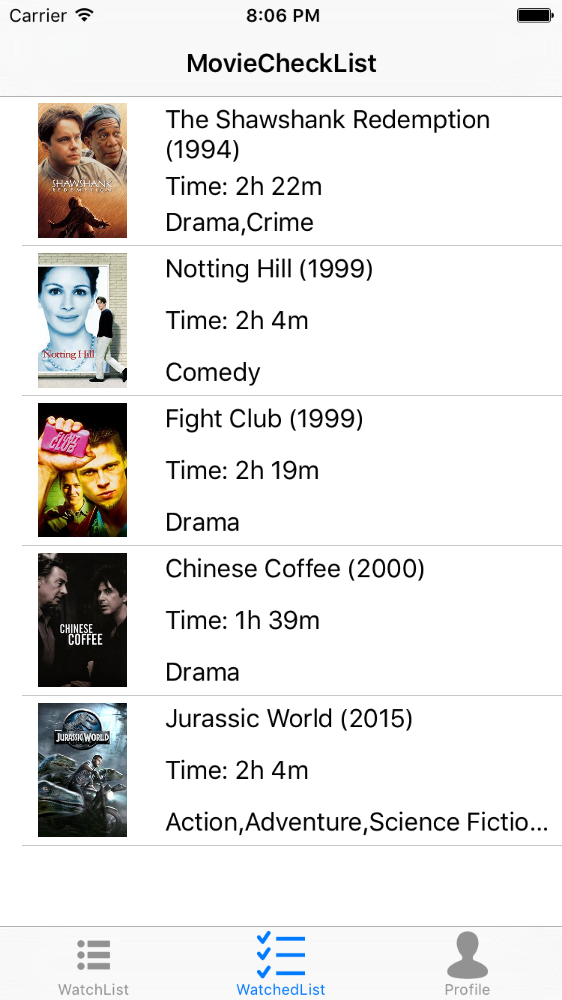 Carrier 8:06 PM
MovieCheckList
The Shawshank Redemption
(1994)
SHAWSHANK
REDEMPTION
Time: 2h 22m
Drama,Crime
Notting Hill (1999)
Time: 2h 4m
Notting Hill
Comedy
Fight Club (1999)
FIGHT
CLUB
Time: 2h 19m
Drama
Chinese Coffee (2000)
Time: 1h 39m
CHINESE
COFFEE
Drama
Jurassic World (2015)
JURASSIC WORLD
Time: 2h 4m
Action,Adventure,Science Fictio...
WatchList WatchedList Profile